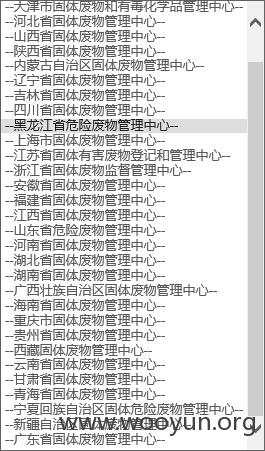 --天津市固体废物和有毒化学品管理中心--
--河北省固体废物管理中心--
--山西省固体废物管理中心--
--陕西省固体废物管理中心--
--内蒙古自治区固体废物管理中心--
--辽宁省固体废物管理中心--
--吉林省固体废物管理中心--
--四川省固体废物管理中心--
--黑龙江省危险废物管理中心--
--上海市固体废物管理中心--
--江苏省固体有害废物登记和管理中心--
--浙江省固体废物监督管理中心--
--安徽省固体废物管理中心--
--福建省固体废物管理中心--
--江西省固体废物管理中心--
--山东省危险废物管理中心--
--河南省固体废物管理中心--
--湖北省固体废物管理中心--
--湖南省固体废物管理中心--
--广西壮族自治区固体废物管理中心--
--海南省固体废物管理中心--
--重庆市固体废物管理中心--
--贵州省固体废物管理中心--
--西藏固体废物管理中心--
--云南省固体废物管理中心--
--甘肃省固体废物管理中心--
--青海省固体废物管理中心--
--宁夏回族自治区固体危险废物管理中心--
--新疆自治区固体废物管理中心--
--广东省固体废物管理中心--
www.wooyun.org